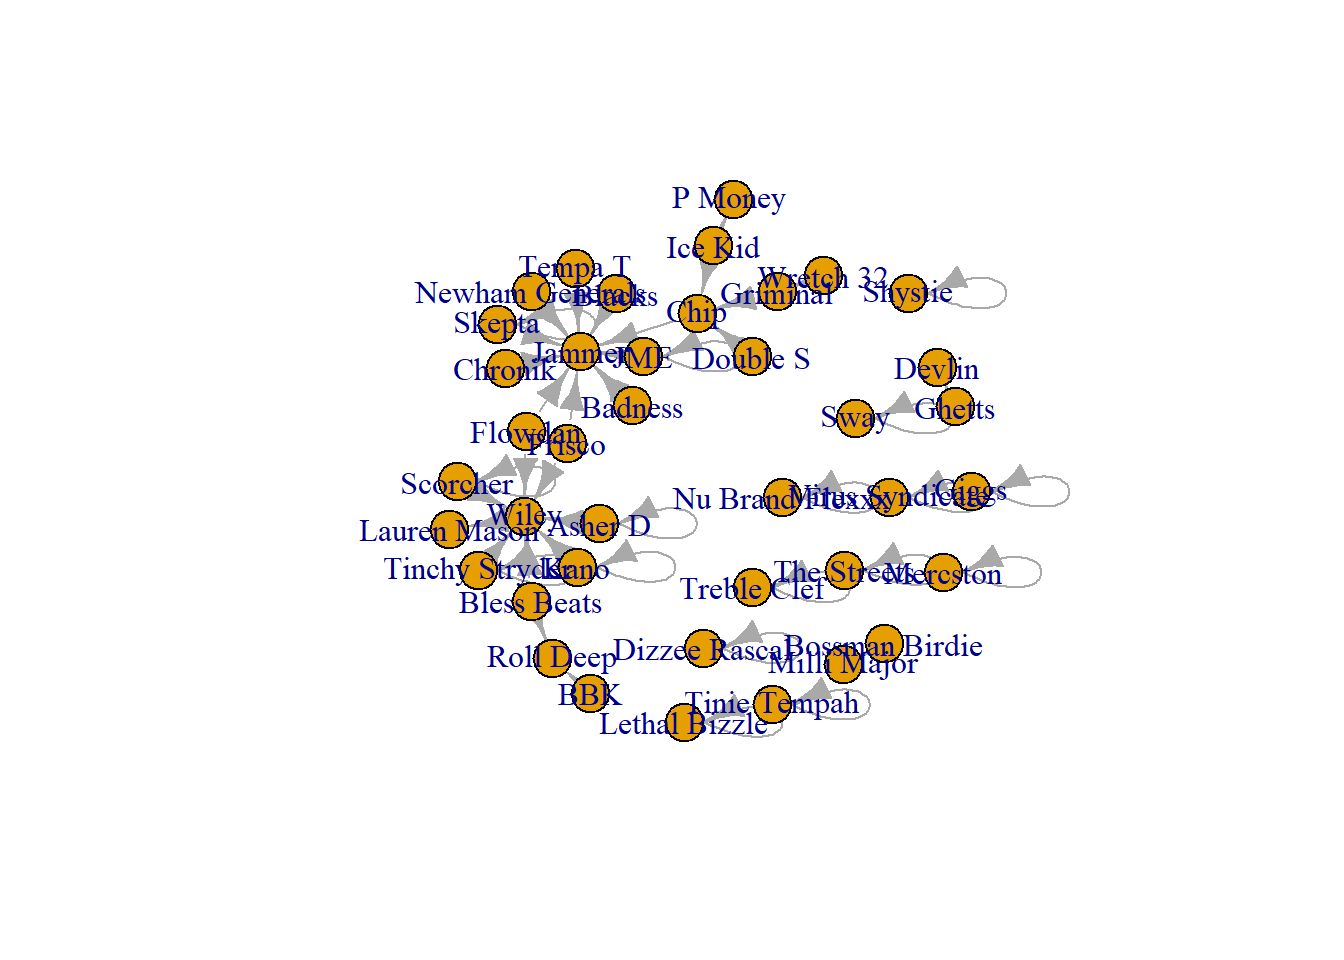 P Money
Ice Kid
Tempa T
Wretch 32
Newham Generals
Blacks
Griminal
Shystie
Skepta
Chip
Jammer
JME
Double S
Chronik
Devlin
Badness
Sway
Ghetts
Flowdan
Frisco
Scorcher
Nu Brand Flexxx
Virus Syndicate
Giggs
Wiley
Lauren Mason
Asher D
Tinchy Stryder
Kano
The Streets
Mercston
Treble Clef
Bless Beats
Roll Deep
Dizzee Rascal
Bossman Birdie
Milli Major
BBK
Tinie Tempah
Lethal Bizzle